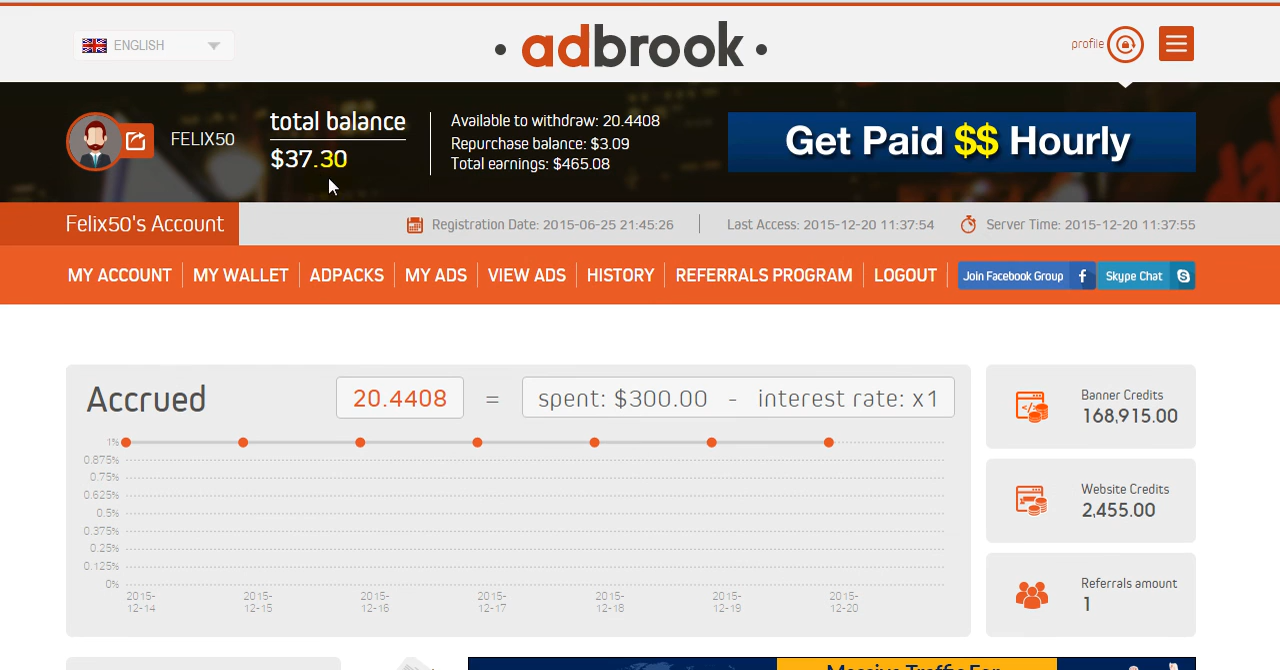 ENGLISH
• adbrook •
profile
FELIX50
total balance
$37.30
Available to withdraw: 20.4408
Repurchase balance: $3.09
Total earnings: $465.08
Get Paid $$ Hourly
Felix50's Account
Registration Date: 2015-06-25 21:45:26
Last Access: 2015-12-20 11:37:54
Server Time: 2015-12-20 11:37:55
MY ACCOUNT
MY WALLET
ADPACKS
MY ADS
VIEW ADS
HISTORY
REFERRALS PROGRAM
LOGOUT
Join Facebook Group
Skype Chat
Accrued
20.4408
=
spent: $300.00 - interest rate: x1
1%
0.875%
0.75%
0.625%
0.5%
0.375%
0.25%
0.125%
0%
2015-
12-14
2015-
12-15
2015-
12-16
2015-
12-17
2015-
12-18
2015-
12-19
2015-
12-20
Banner Credits
168,915.00
Website Credits
2,455.00
Referrals amount
1
Massive Traffic For